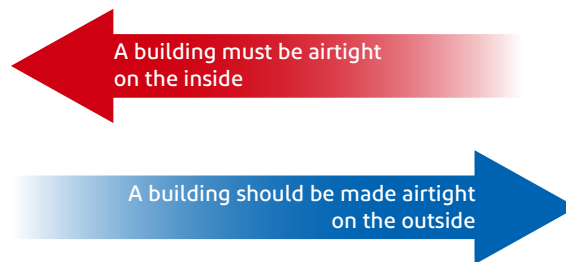 A building must be airtight
on the inside
A building should be made airtight
on the outside